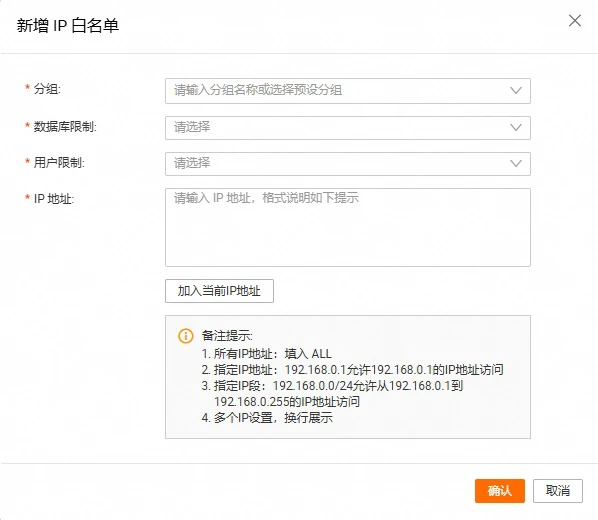 新增 IP 白名单
* 分组:
请输入分组名称或选择预设分组
* 数据库限制:
请选择
* 用户限制:
请选择
* IP 地址:
请输入 IP 地址，格式说明如下提示
加入当前IP地址
备注提示:
1. 所有IP地址：填入 ALL
2. 指定IP地址：192.168.0.1允许192.168.0.1的IP地址访问
3. 指定IP段：192.168.0.0/24允许从192.168.0.1到
192.168.0.255的IP地址访问
4. 多个IP设置，换行展示
确认
取消